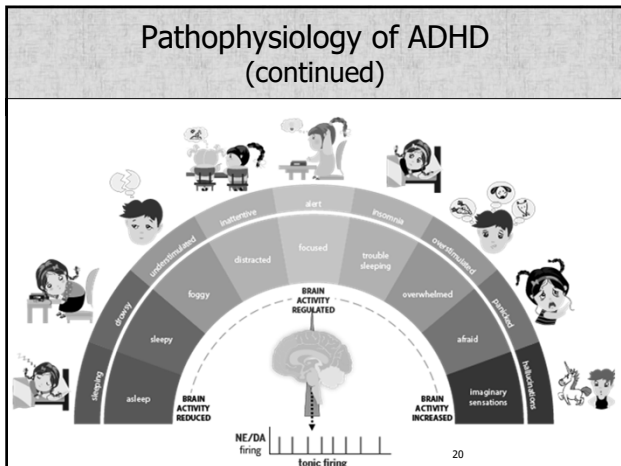 Pathophysiology of ADHD
(continued)
sleeping
drowsy
understimulated
inattentive
alert
insomnia
overstimulated
panicked
hallucinations
asleep
sleepy
foggy
distracted
focused
trouble
sleeping
overwhelmed
afraid
imaginary
sensations
BRAIN
ACTIVITY
REGULATED
BRAIN
ACTIVITY
REDUCED
BRAIN
ACTIVITY
INCREASED
NE/DA
firing
tonic firing
20